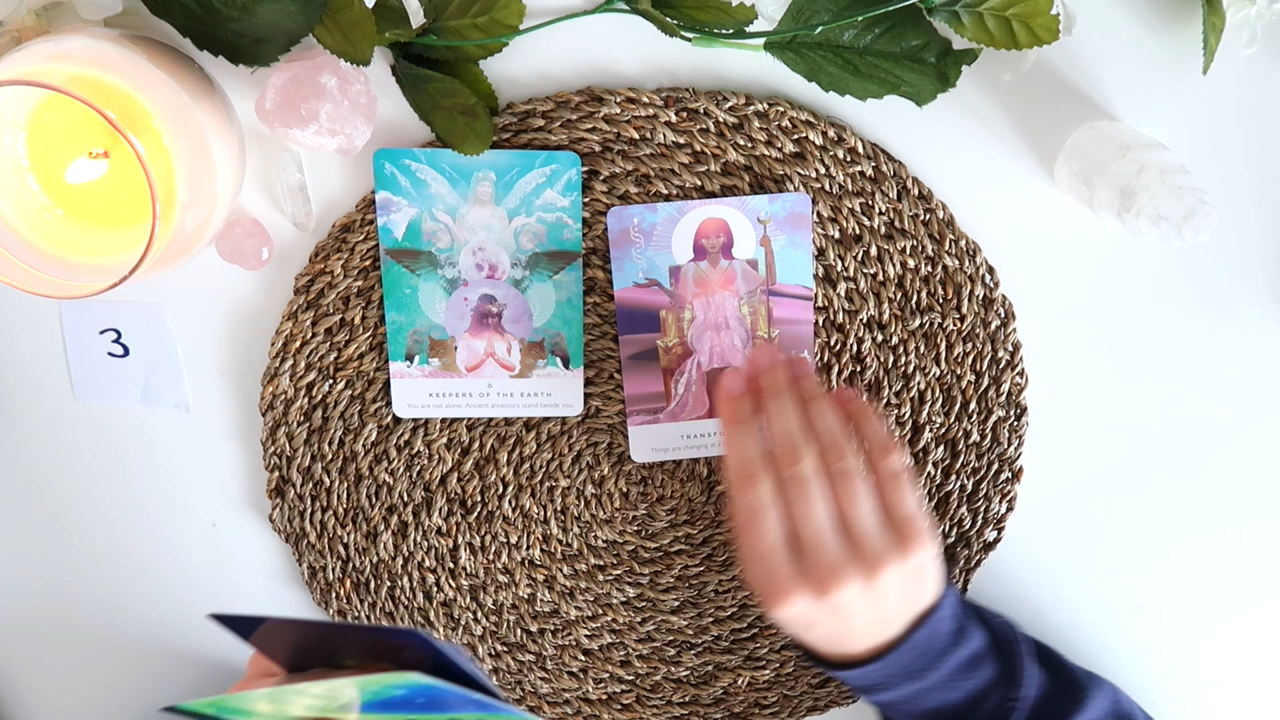 3
KEEPERS OF THE EARTH
You are not alone. Ancient ancestors stand beside you.
TRANSFO
Things are changing at a